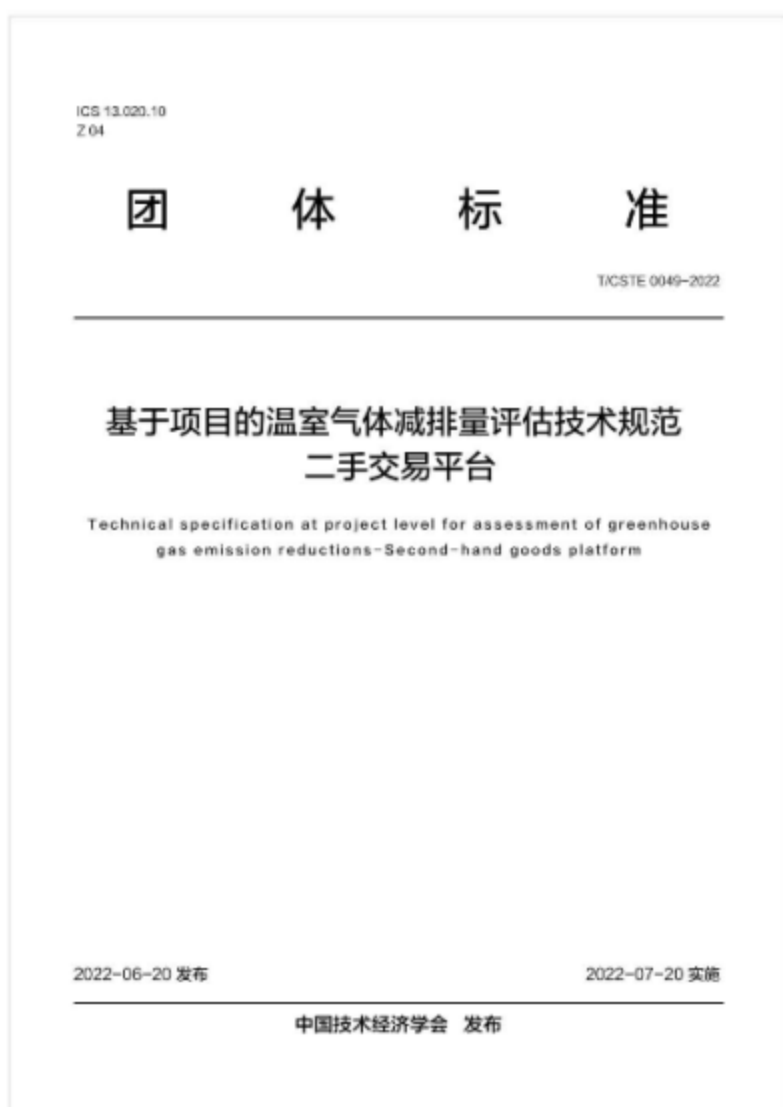 ICS 13.020.10
Z 04
团 体 标 准
T/CSTE 0049-2022
基于项目的温室气体减排量评估技术规范
二手交易平台
Technical specification at project level for assessment of greenhouse
gas emission reductions-Second-hand goods platform
2022-06-20 发布
2022-07-20 实施
中国技术经济学会 发布